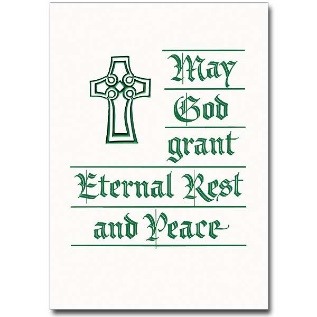 May
God
grant
Eternal Rest
and Peace